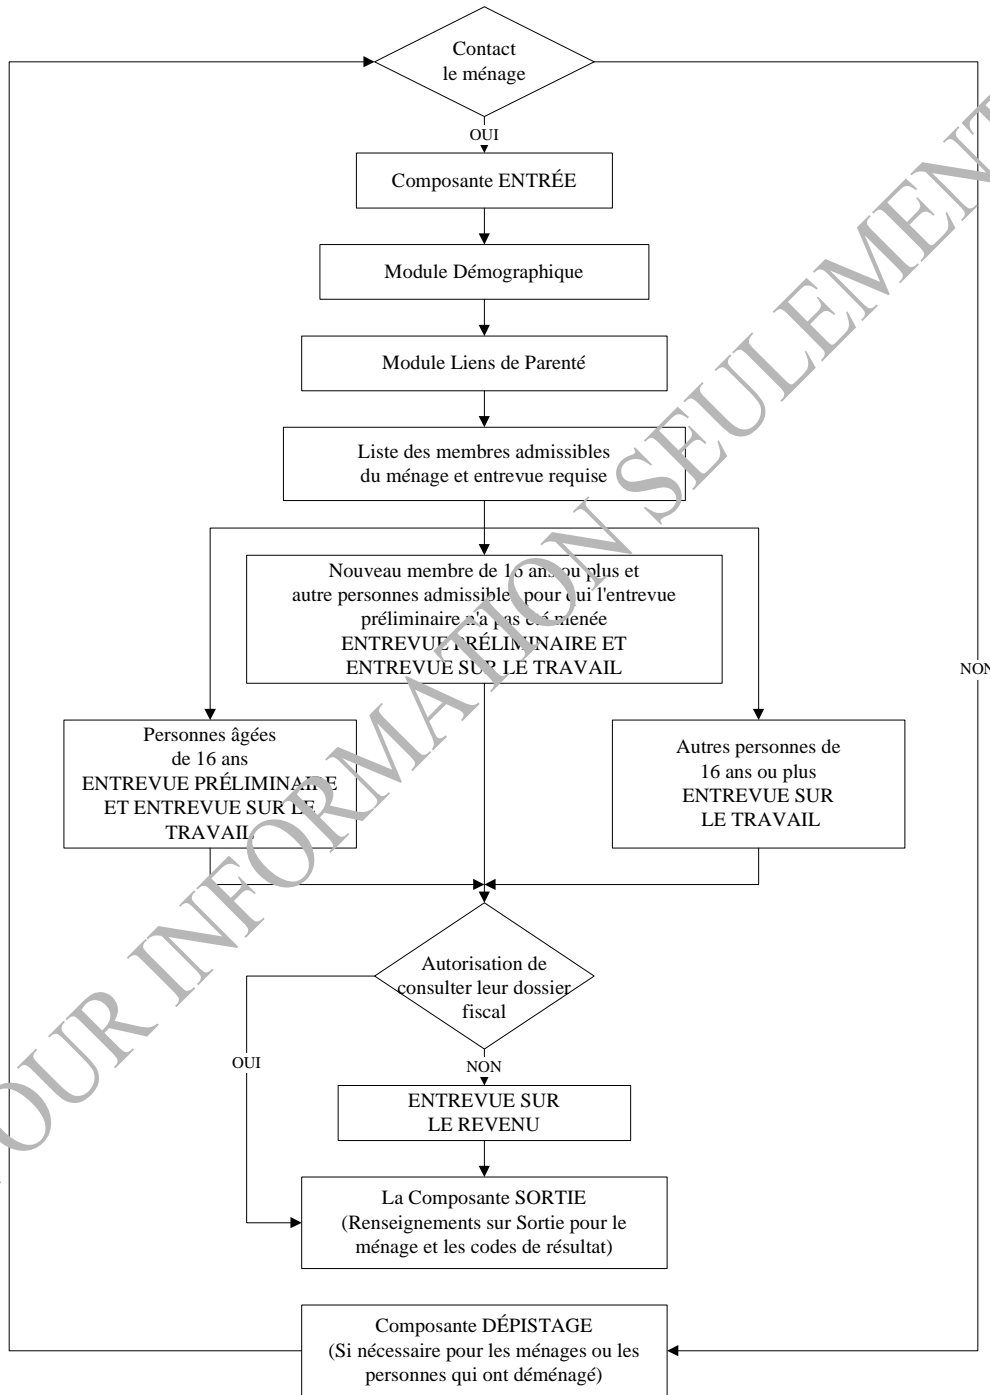 Contact
le ménage
OUI
Composante ENTRÉE
Module Démographique
Module Liens de Parenté
Liste des membres admissibles
du ménage et entrevue requise
Nouveau membre de 16 ans ou plus et
autre personnes admissibles pour qui l'entrevue
préliminaire n'a pas été menée
ENTREVUE PRÉLIMINAIRE ET
ENTREVUE SUR LE TRAVAIL
NON
Personnes âgées
de 16 ans
ENTREVUE PRÉLIMINAIRE
ET ENTREVUE SUR LE
TRAVAIL
Autres personnes de
16 ans ou plus
ENTREVUE SUR
LE TRAVAIL
Autorisation de
consulter leur dossier
fiscal
OUI
NON
ENTREVUE SUR
LE REVENU
La Composante SORTIE
(Renseignements sur Sortie pour le
ménage et les codes de résultat)
Composante DÉPISTAGE
(Si nécessaire pour les ménages ou les
personnes qui ont déménagé)
OUR INFORMATION SEULEMENT